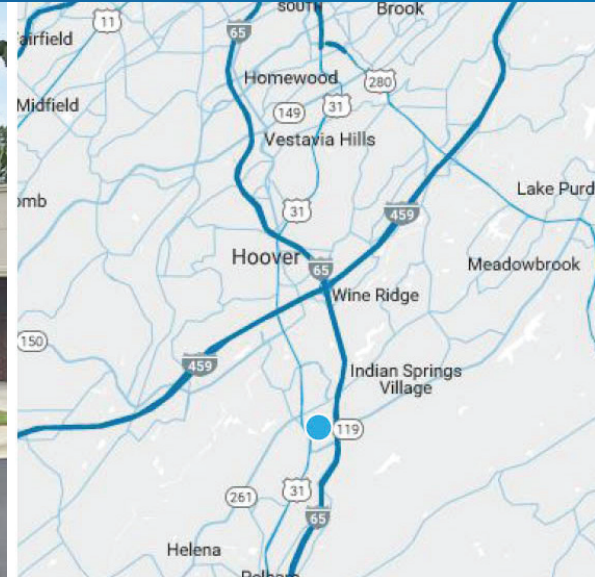 SOUTH
Brook
11
65
airfield
Homewood
280
Midfield
149
31
Vestavia Hills
Lake Purd
omb
31
459
Hoover
65
Meadowbrook
Wine Ridge
150
459
Indian Springs
Village
119
261
31
65
Helena
Pelham